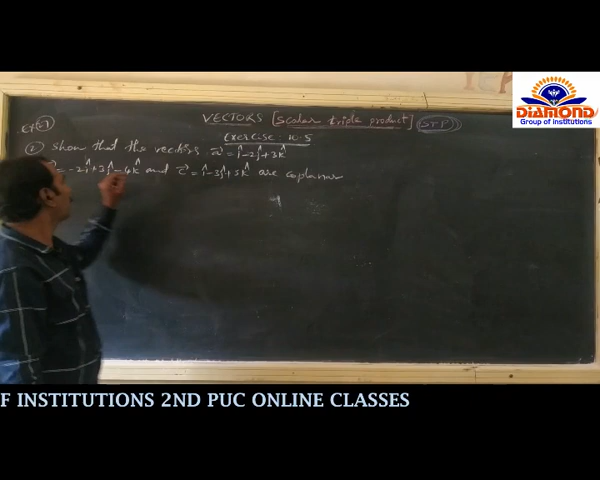 VECTORS [Scalar triple product] (STP)
Exercise: 10.5
2) Show that the vectors a⃗ = î-2ĵ+3k̂
= -2î+3ĵ-4k̂ and c⃗ = î-3ĵ+5k̂ are coplanar
DIAMOND
Group of institutions
F INSTITUTIONS 2ND PUC ONLINE CLASSES